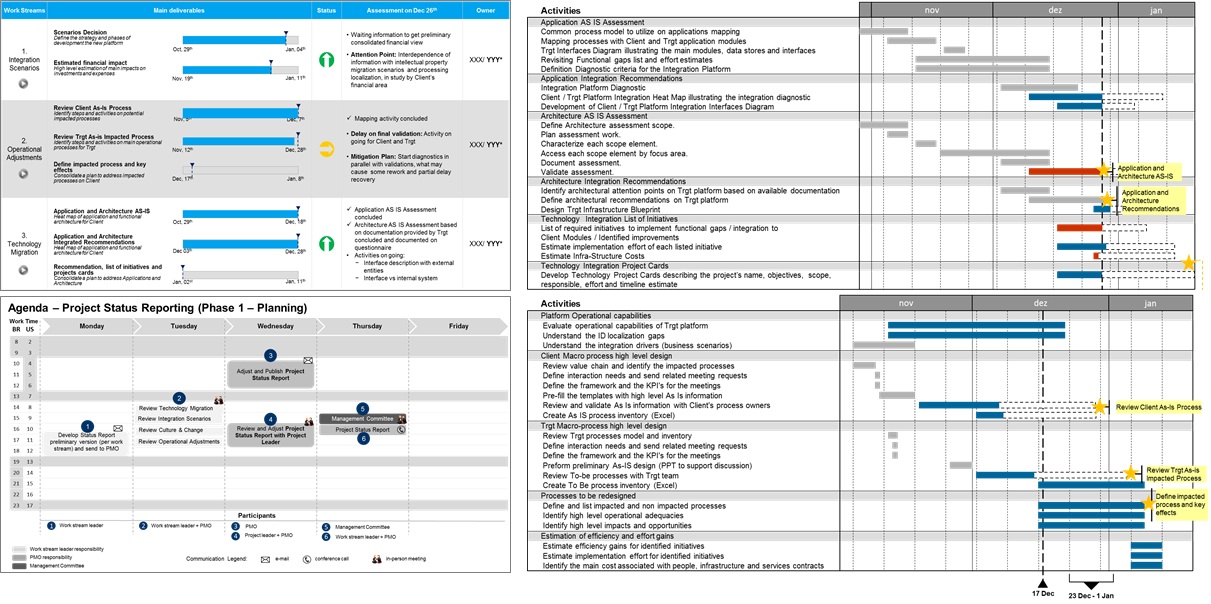 Work Streams Main deliverables Status Assessment on Dec 26th Owner
1.
Integration
Scenarios
Scenarios Decision
Define the strategy and phases of
development the new platform
Oct, 29th Jan, 04th
Estimated financial impact
High level estimation of main impacts on
investments and expenses
Nov, 19th Jan, 11th
• Waiting information to get preliminary
consolidated financial view
• Attention Point: Interdependence of
information with intellectual property
migration scenarios and processing
localization, in study by Client's
financial area
XXX/ YYY*
2.
Operational
Adjustments
Review Client As-Is Process
Identify steps and activities on potential
impacted processes
Nov, 5th Dec, 7th
Review Trgt As-is Impacted Process
Identify steps and activities on main operational
processes for Trgt
Nov, 12th Dec, 28th
Define impacted process and key
effects
Consolidate a plan to address impacted
processes on Client
Dec, 17th Jan, 8th
✓ Mapping activity concluded
• Delay on final validation: Activity on
going for Client and Trgt
• Mitigation Plan: Start diagnostics in
parallel with validations, what may
cause some rework and partial delay
recovery
XXX/ YYY*
3.
Technology
Migration
Application and Architecture AS-IS
Heat map of application and functional
architecture for Client
Oct, 29th Dec, 18th
Application and Architecture
Integrated Recommendations
Heat map of application and functional
architecture for Client
Dec 03th Dec, 28th
Recommendation, list of initiatives and
projects cards
Consolidate a plan to address Applications and
Architecture
Jan, 02nd Jan, 11th
✓ Application AS IS Assessment
concluded
✓ Architecture AS IS Assessment based
on documentation provided by Trgt
concluded and documented on
questionnaire
• Activities on going:
– Interface description with external
entities
– Interface vs internal system
XXX/ YYY*
Activities nov dez jan
Application AS IS Assessment
Common process model to utilize on applications mapping
Mapping processes with Client and Trgt application modules
Trgt Interfaces Diagram illustrating the main modules, data stores and interfaces
Revisiting Functional gaps list and effort estimates
Definition Diagnostic criteria for the Integration Platform
Application Integration Recommendations
Integration Platform Diagnostic
Client / Trgt Platform Integration Heat Map illustrating the integration diagnostic
Development of Client / Trgt Platform Integration Interfaces Diagram
Architecture AS IS Assessment
Define Architecture assessment scope.
Plan assessment work.
Characterize each scope element.
Access each scope element by focus area.
Document assessment.
Validate assessment.
Application and
Architecture AS-IS
Architecture Integration Recommendations
Identify architectural attention points on Trgt platform based on available documentation
Define architectural recommendations on Trgt platform
Design Trgt Infrastructure Blueprint
Application and
Architecture
Recommendations
Technology Integration List of Initiatives
List of required initiatives to implement functional gaps / integration to
Client Modules / Identified improvements
Estimate implementation effort of each listed initiative
Estimate Infra-Structure Costs
Technology Integration Project Cards
Develop Technology Project Cards describing the project's name, objectives, scope,
responsible, effort and timeline estimate
Agenda – Project Status Reporting (Phase 1 – Planning)
Work Time
BR US
Monday Tuesday Wednesday Thursday Friday
8 2
9 3
10 4
11 5
12 6
13 7
14 8
15 9
16 10
17 11
18 12
19 13
20 14
21 15
22 16
23 17
1
Develop Status Report
preliminary version (per work
stream) and send to PMO
2
Review Technology Migration
Review Integration Scenarios
Review Culture & Change
Review Operational Adjustments
3
Adjust and Publish Project
Status Report
4
Review and Adjust Project
Status Report with Project
Leader
5
Management Committee
Project Status Report
6
Participants
1 Work stream leader
2 Work stream leader + PMO
3 PMO
4 Project leader + PMO
5 Management Committee
6 Work stream leader + PMO
Work stream leader responsibility
PMO responsibility
Management Committee
Communication Legend: e-mail conference call in-person meeting
Activities nov dez jan
Platform Operational capabilities
Evaluate operational capabilities of Trgt platform
Understand the ID localization gaps
Understand the integration drivers (business scenarios)
Client Macro process high level design
Review value chain and identify the impacted processes
Define interaction needs and send related meeting requests
Define the framework and the KPI's for the meetings
Pre-fill the templates with high level As Is information
Review and validate As Is information with Client's process owners
Create AS IS process inventory (Excel)
Review Client As-Is Process
Trgt Macro-process high level design
Review Trgt processes model and inventory
Define interaction needs and send related meeting requests
Define the framework and the KPI's for the meetings
Preform preliminary As-IS design (PPT to support discussion)
Review To-be processes with Trgt team
Create To Be process inventory (Excel)
Review Trgt As-is
Impacted Process
Processes to be redesigned
Define and list impacted and non impacted processes
Identify high level operational adequacies
Identify high level impacts and opportunities
Define impacted
process and key
effects
Estimation of efficiency and effort gains
Estimate efficiency gains for identified initiatives
Estimate implementation effort for identified initiatives
Identify the main cost associated with people, infrastructure and services contracts
17 Dec
23 Dec - 1 Jan